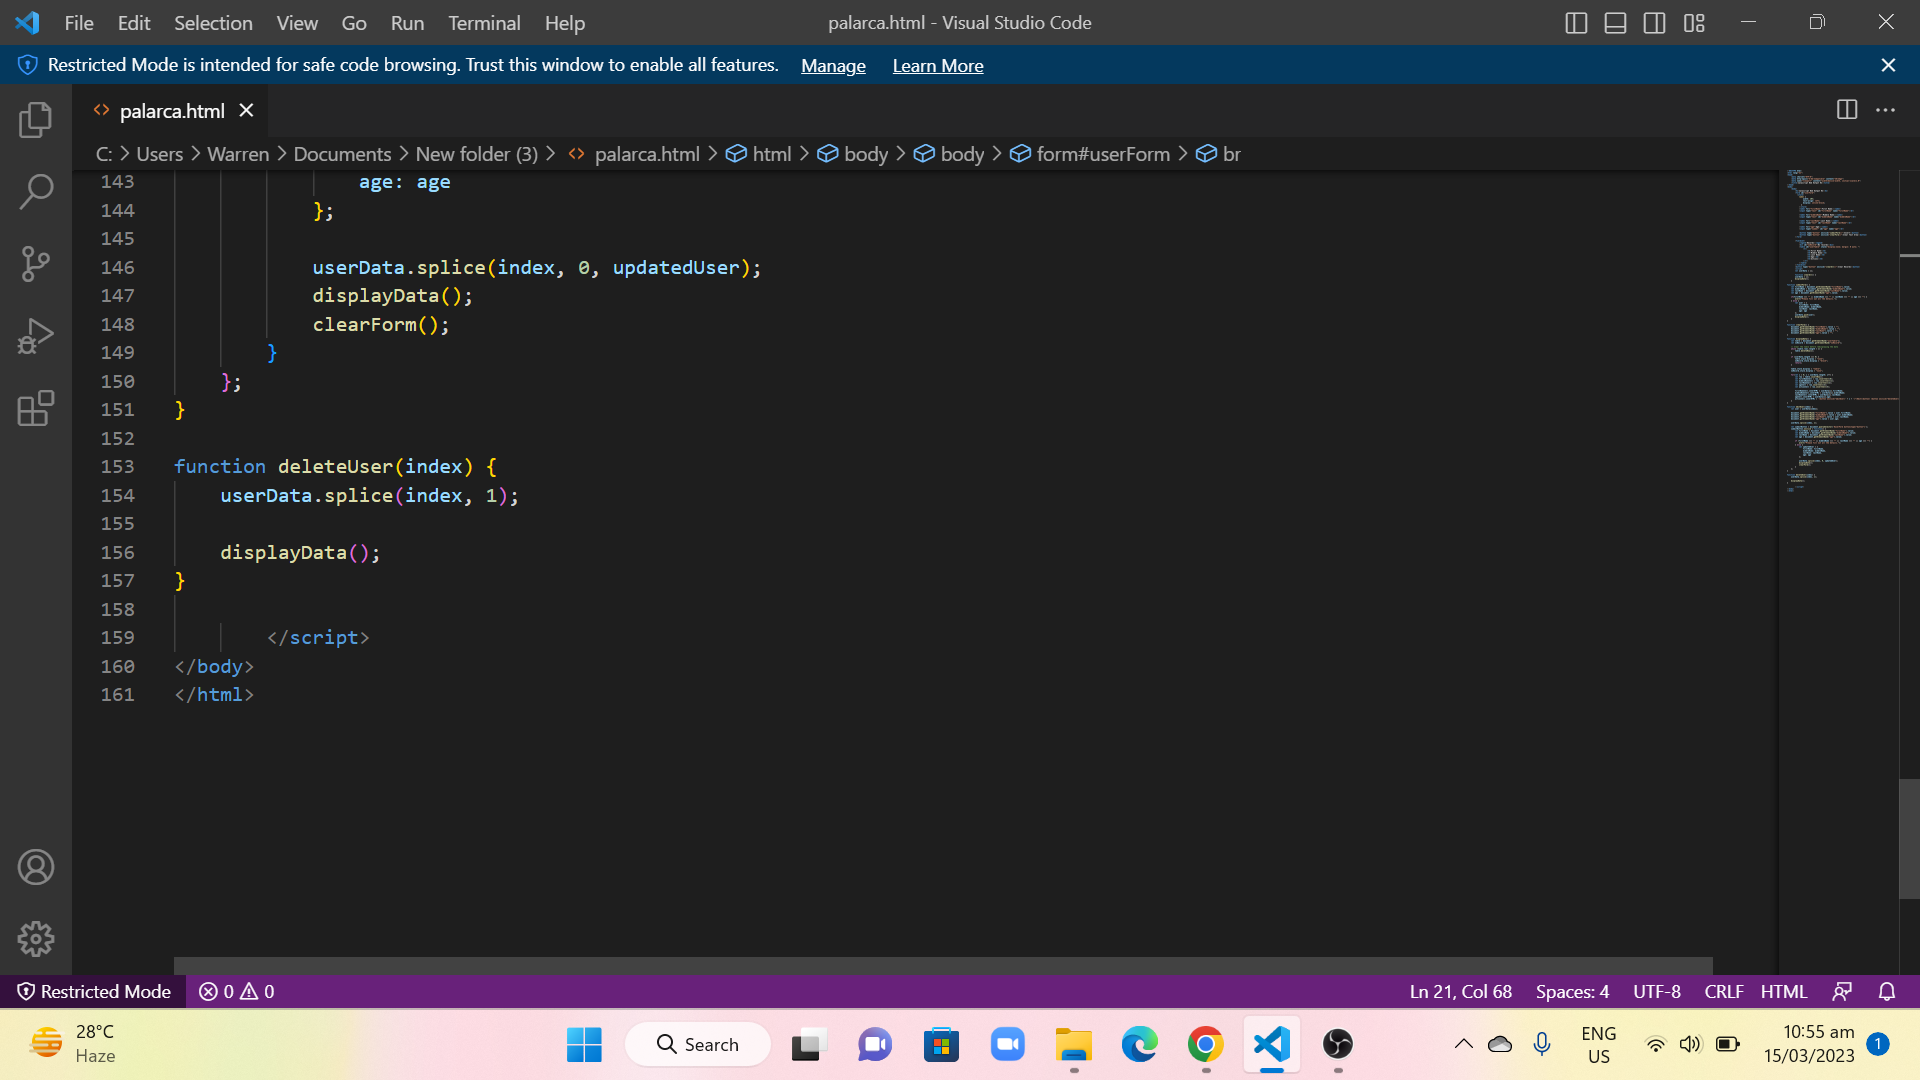 File Edit Selection View Go Run Terminal Help palarca.html - Visual Studio Code
Restricted Mode is intended for safe code browsing. Trust this window to enable all features. Manage Learn More
palarca.html
C: > Users > Warren > Documents > New folder (3) > palarca.html > html > body > body > form#userForm > br
143 age: age
144 };
145
146 userData.splice(index, 0, updatedUser);
147 displayData();
148 clearForm();
149 }
150 };
151 }
152
153 function deleteUser(index) {
154 userData.splice(index, 1);
155
156 displayData();
157 }
158
159 </script>
160 </body>
161 </html>
Restricted Mode 0 0 Ln 21, Col 68 Spaces: 4 UTF-8 CRLF HTML
28°C
Haze
Search
ENG
US
10:55 am
15/03/2023
1